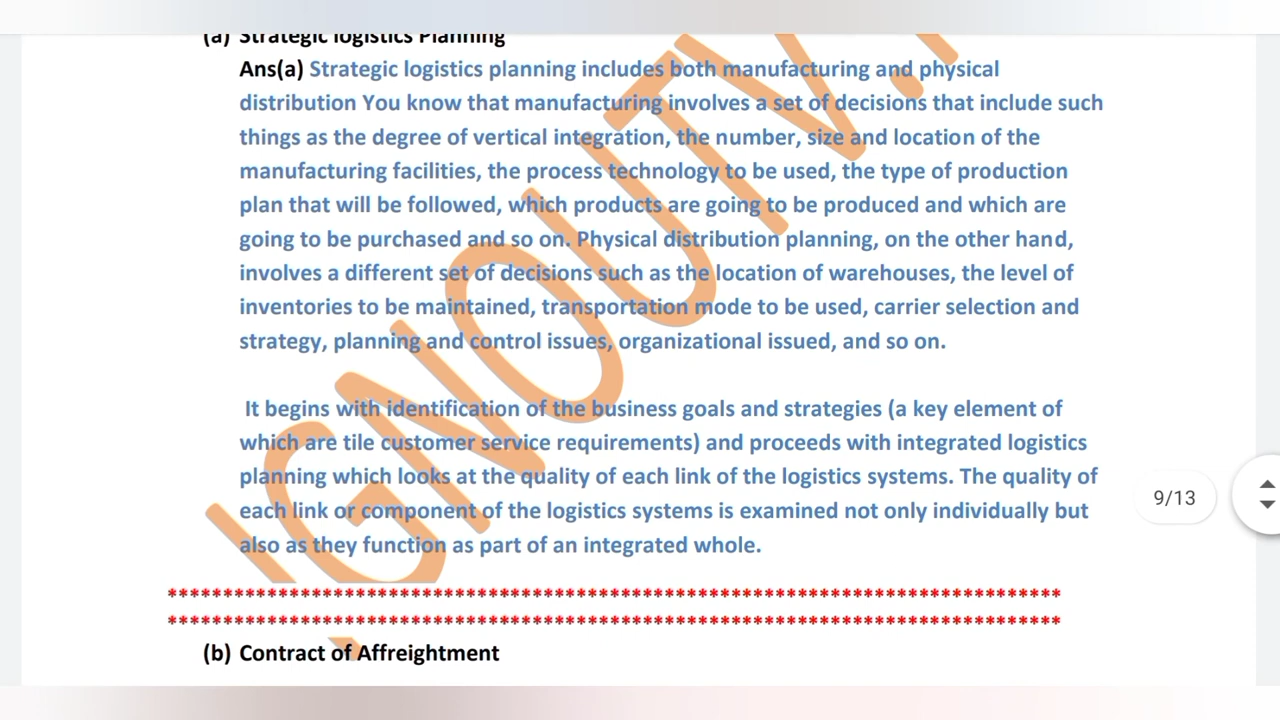 (a) Strategic logistics Planning
Ans(a) Strategic logistics planning includes both manufacturing and physical
distribution You know that manufacturing involves a set of decisions that include such
things as the degree of vertical integration, the number, size and location of the
manufacturing facilities, the process technology to be used, the type of production
plan that will be followed, which products are going to be produced and which are
going to be purchased and so on. Physical distribution planning, on the other hand,
involves a different set of decisions such as the location of warehouses, the level of
inventories to be maintained, transportation mode to be used, carrier selection and
strategy, planning and control issues, organizational issued, and so on.
It begins with identification of the business goals and strategies (a key element of
which are tile customer service requirements) and proceeds with integrated logistics
planning which looks at the quality of each link of the logistics systems. The quality of
each link or component of the logistics systems is examined not only individually but
also as they function as part of an integrated whole.
9/13
*********************************************************************************
*********************************************************************************
(b) Contract of Affreightment
IGNOUTV.